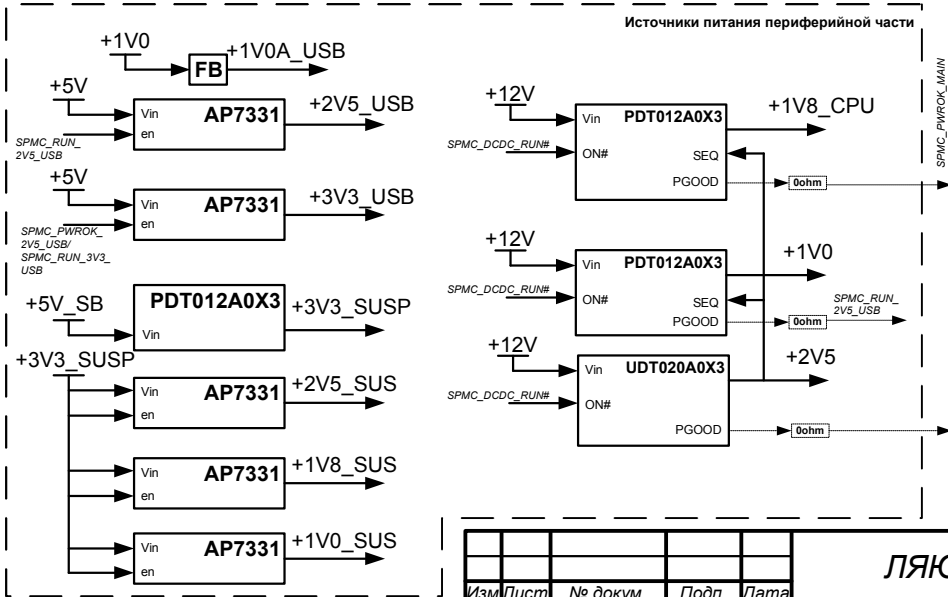 Источники питания периферийной части
+1V0
FB
+1V0A_USB
+5V
Vin
AP7331
en
+2V5_USB
SPMC_RUN_
2V5_USB
+5V
Vin
AP7331
en
+3V3_USB
SPMC_PWROK_
2V5_USB/
SPMC_RUN_3V3_
USB
+5V_SB
PDT012A0X3
Vin
+3V3_SUSP
+3V3_SUSP
Vin
AP7331
en
+2V5_SUS
Vin
AP7331
en
+1V8_SUS
Vin
AP7331
en
+1V0_SUS
+12V
Vin
PDT012A0X3
SPMC_DCDC_RUN#
ON#
SEQ
PGOOD
+1V8_CPU
0ohm
SPMC_PWROK_MAIN
+12V
Vin
PDT012A0X3
SPMC_DCDC_RUN#
ON#
SEQ
PGOOD
+1V0
0ohm
SPMC_RUN_
2V5_USB
+12V
Vin
UDT020A0X3
SPMC_DCDC_RUN#
ON#
PGOOD
+2V5
0ohm
Изм Лист № докум. Подп. Дата